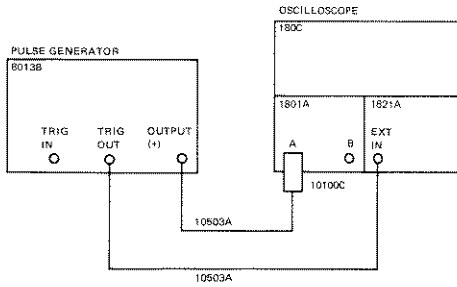 OSCILLOSCOPE
180C
PULSE GENERATOR
8013B
1801A
1821A
TRIG
IN
TRIG
OUT
OUTPUT
(+)
A
B
EXT
IN
10100C
10503A
10503A